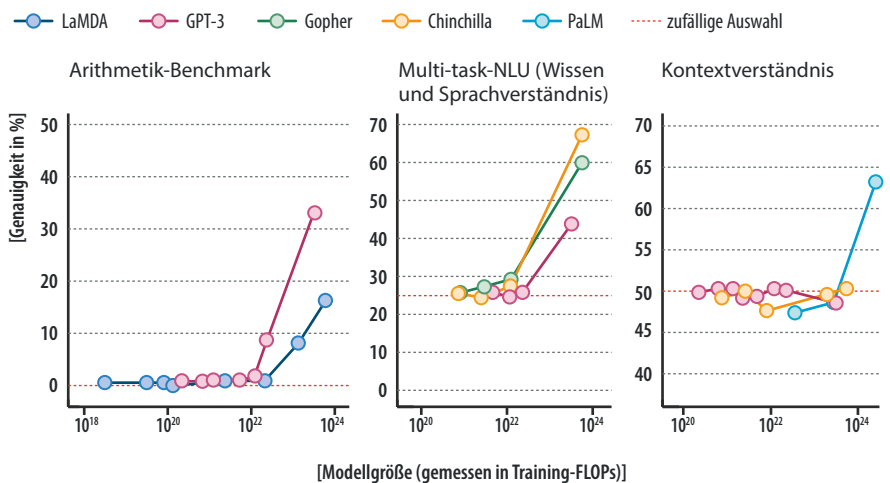 LaMDA GPT-3 Gopher Chinchilla PaLM zufällige Auswahl
Arithmetik-Benchmark
Multi-task-NLU (Wissen
und Sprachverständnis)
Kontextverständnis
[Genauigkeit in %]
50
40
30
20
10
0
10^18 10^20 10^22 10^24
70
60
50
40
30
20
10
0
10^20 10^22 10^24
70
65
60
55
50
45
40
10^20 10^22 10^24
[Modellgröße (gemessen in Training-FLOPs)]